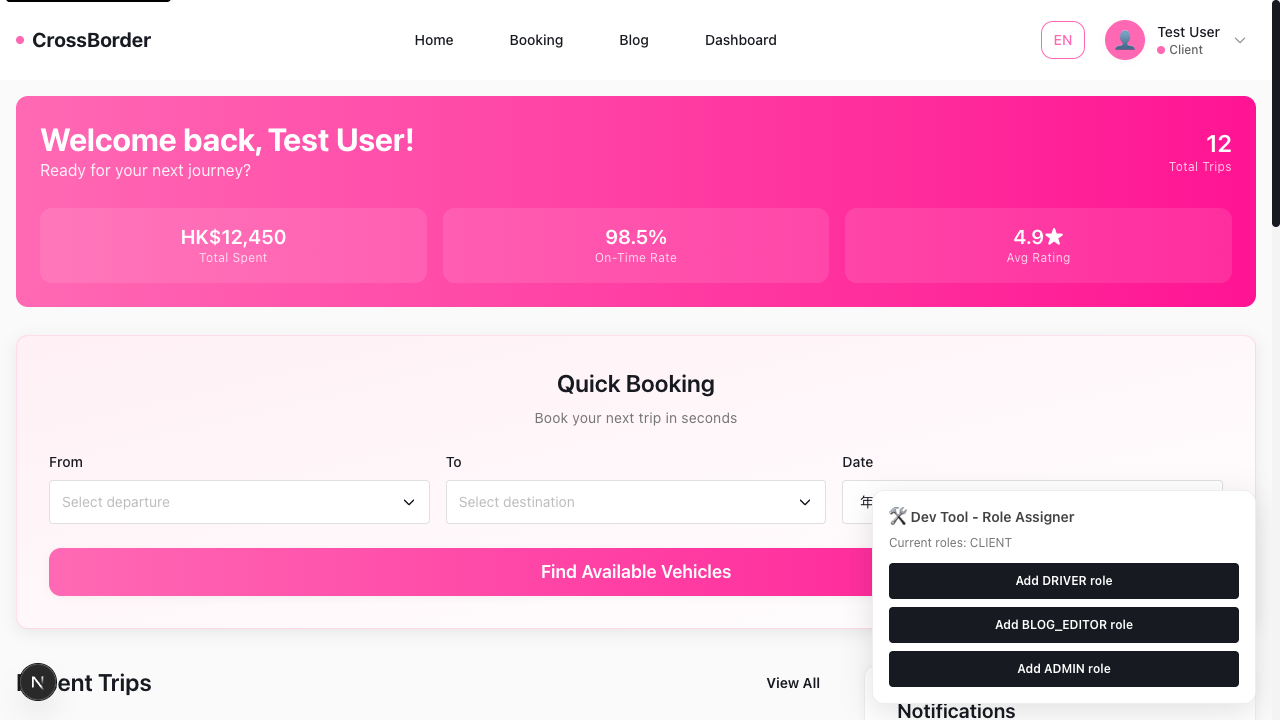 CrossBorder
Home
Booking
Blog
Dashboard
EN
Test User
Client
Welcome back, Test User!
Ready for your next journey?
12
Total Trips
HK$12,450
Total Spent
98.5%
On-Time Rate
4.9★
Avg Rating
Quick Booking
Book your next trip in seconds
From
To
Date
Select departure
Select destination
年
Find Available Vehicles
🛠️ Dev Tool - Role Assigner
Current roles: CLIENT
Add DRIVER role
Add BLOG_EDITOR role
Add ADMIN role
N
ent Trips
View All
Notifications